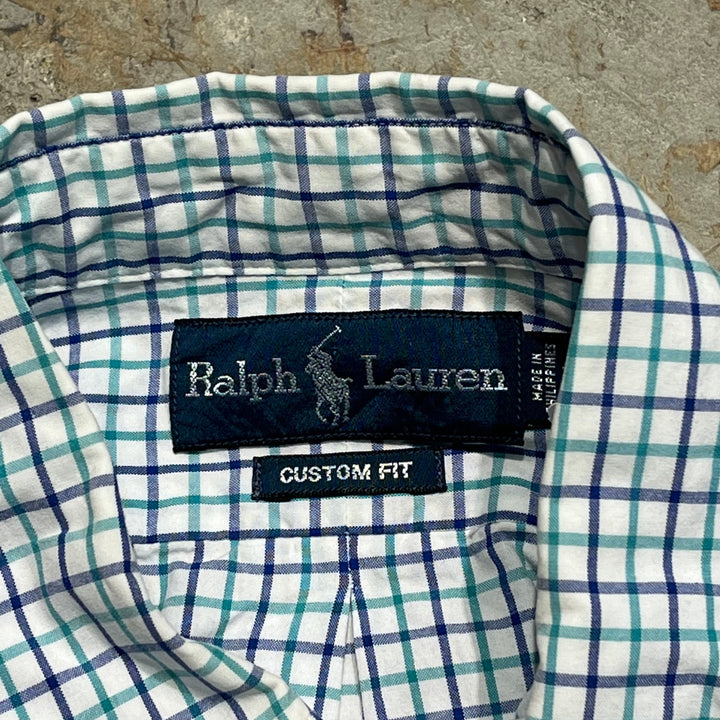 Ralph Lauren
CUSTOM FIT
MADE IN
PHILIPPINES